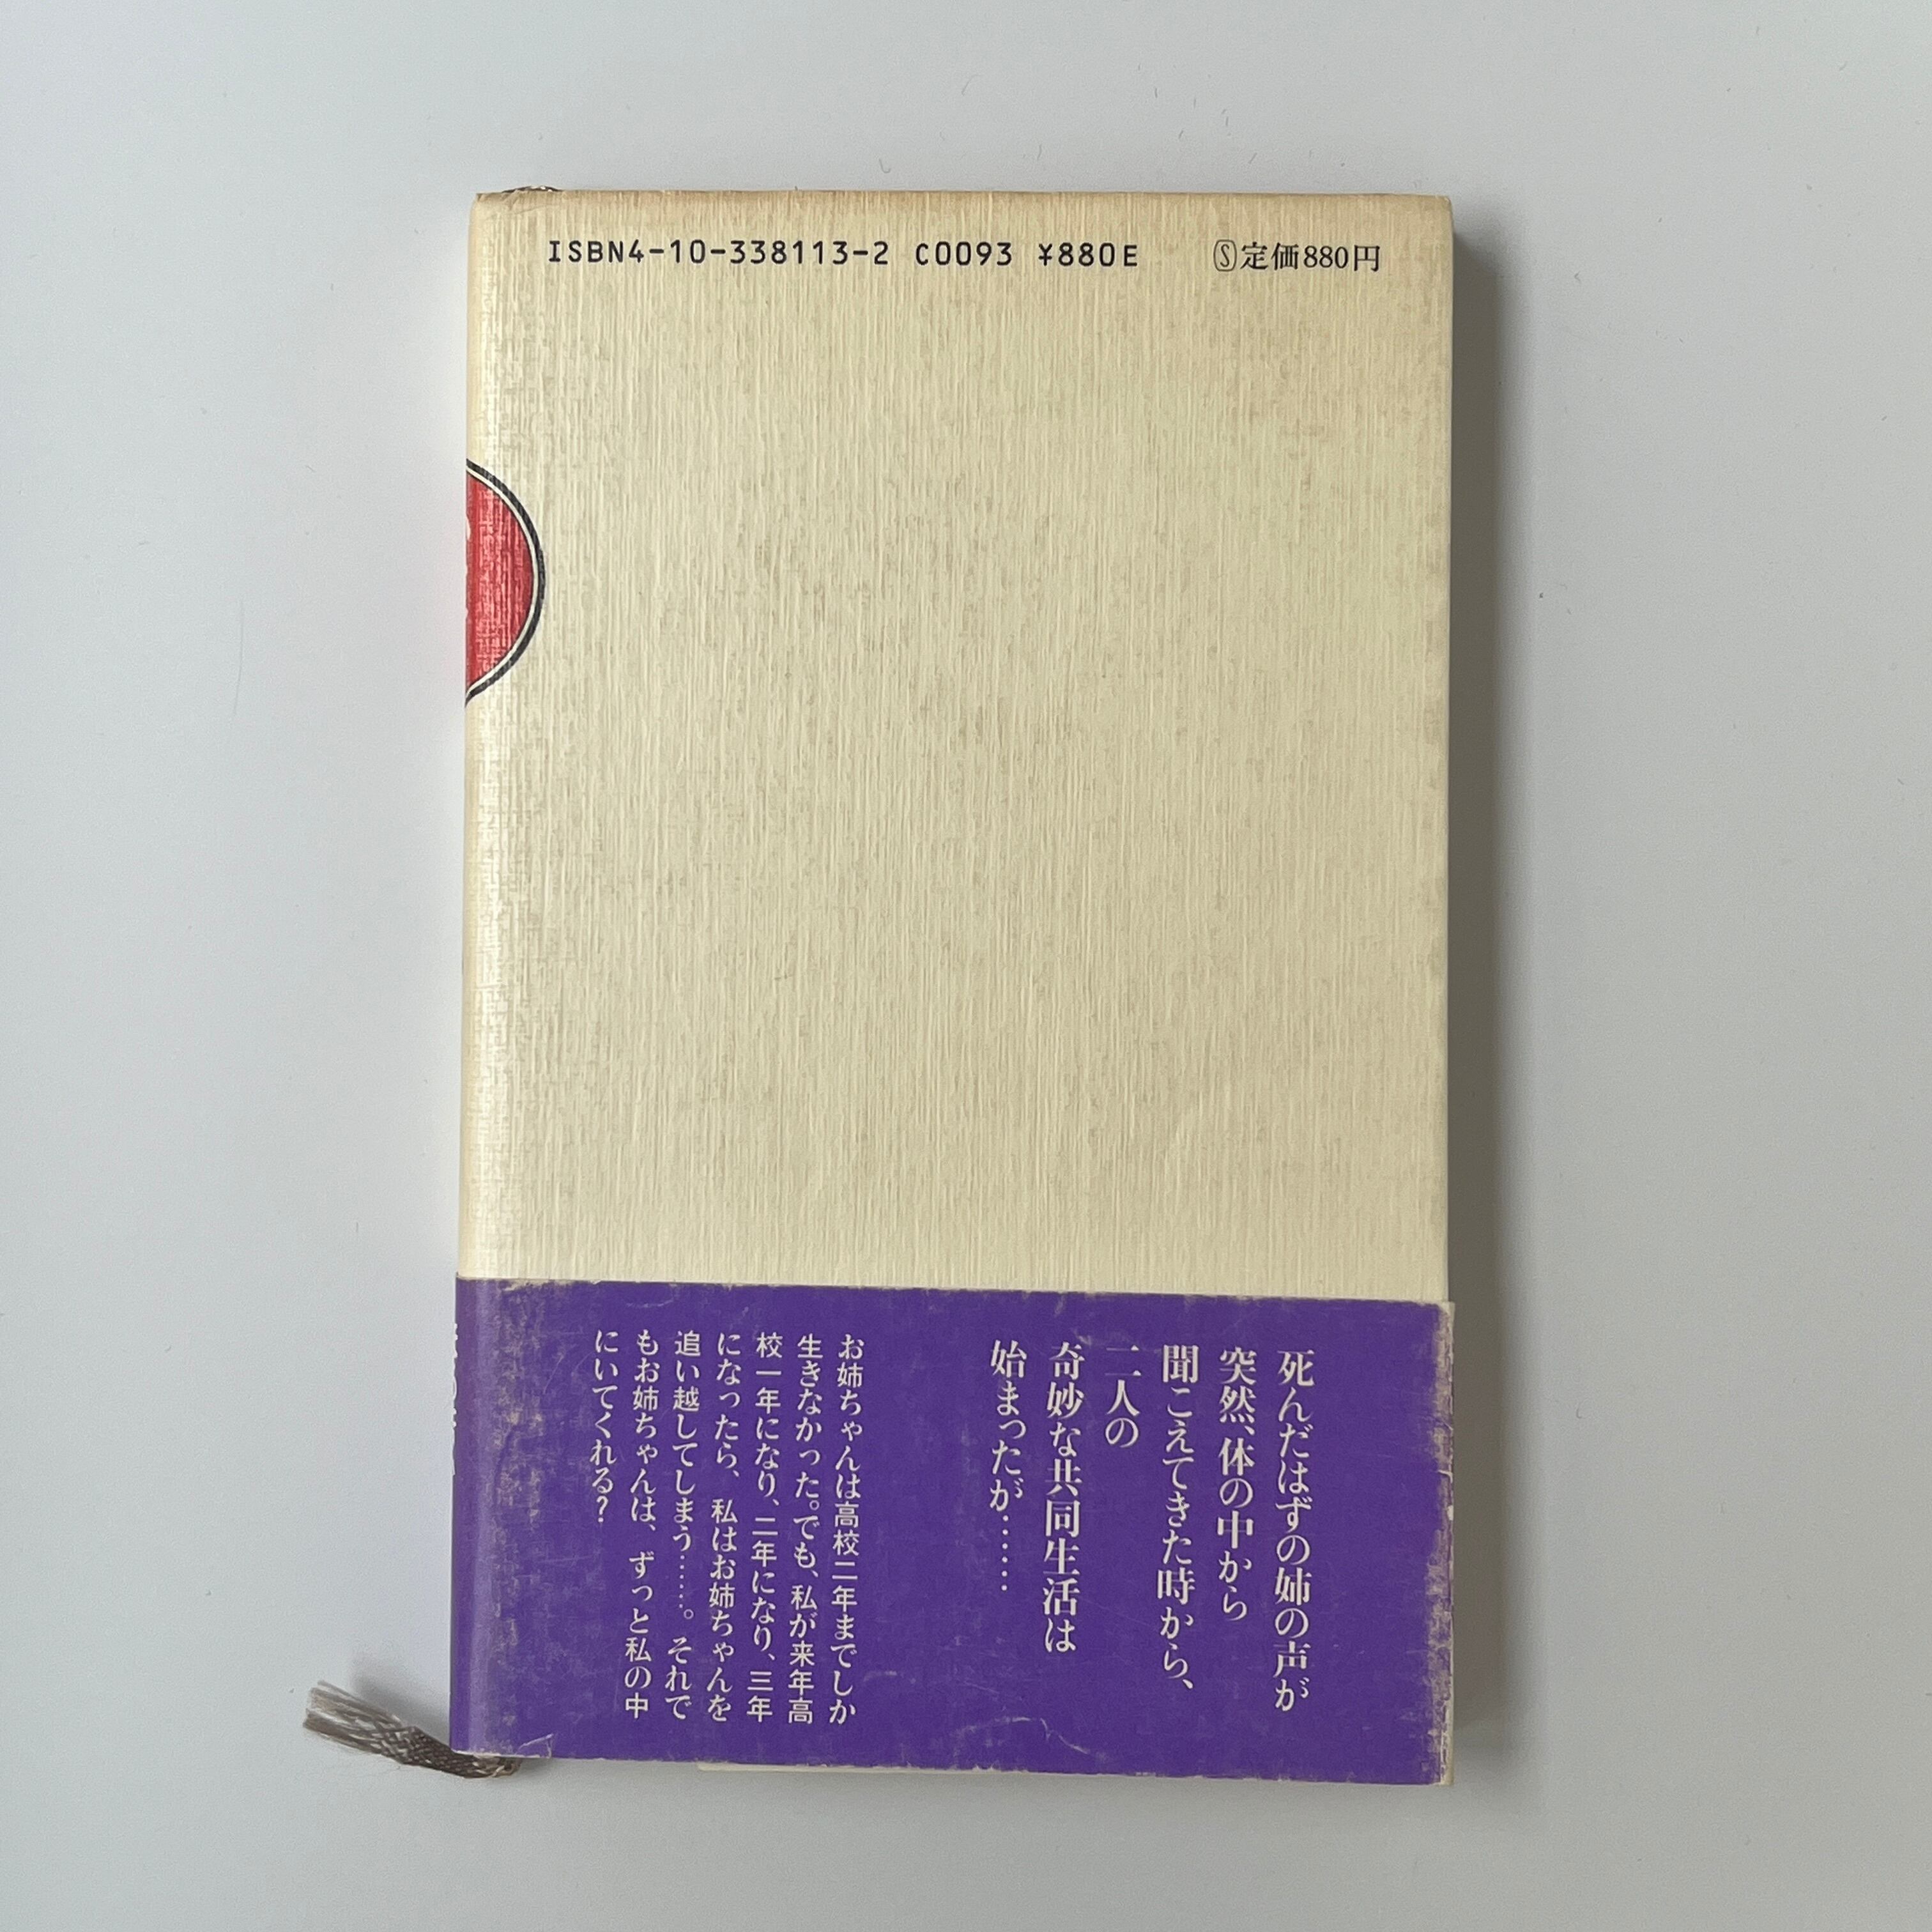 ISBN4-10-338113-2 C0093 ¥880E
Ⓢ定価880円
死んだはずの姉の声が
突然、体の中から
聞こえてきた時から、
二人の
奇妙な共同生活は
始まったが……
お姉ちゃんは高校二年までしか
生きなかった。でも、私が来年高
校一年になり、二年になり、三年
になったら、私はお姉ちゃんを
追い越してしまう……。それで
もお姉ちゃんは、ずっと私の中
にいてくれる?